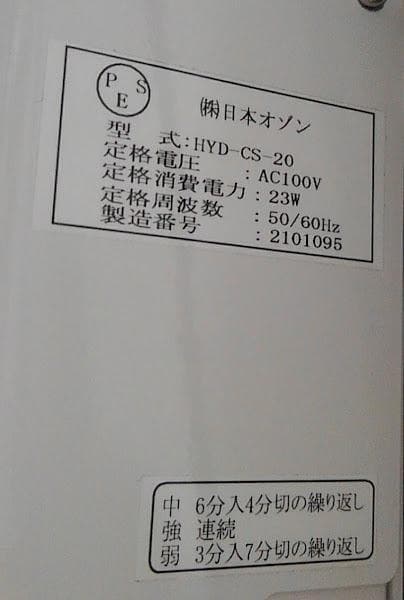 PSE
㈱日本オゾン
型 式:HYD-CS-20
定格電圧 :AC100V
定格消費電力:23W
定格周波数 :50/60Hz
製造番号 :2101095
中 6分入4分切の繰り返し
強 連続
弱 3分入7分切の繰り返し